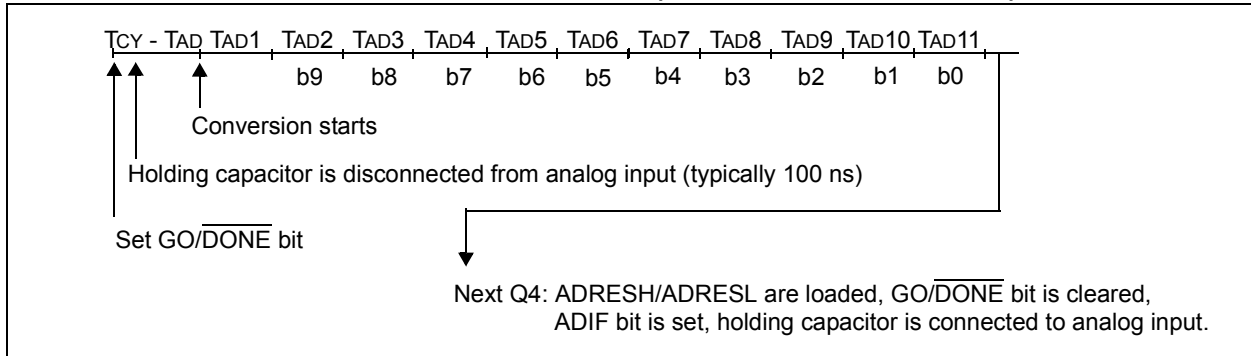 TCY - TAD TAD1 TAD2 TAD3 TAD4 TAD5 TAD6 TAD7 TAD8 TAD9 TAD10 TAD11
b9 b8 b7 b6 b5 b4 b3 b2 b1 b0
Conversion starts
Holding capacitor is disconnected from analog input (typically 100 ns)
Set GO/DONE bit
Next Q4: ADRESH/ADRESL are loaded, GO/DONE bit is cleared,
ADIF bit is set, holding capacitor is connected to analog input.